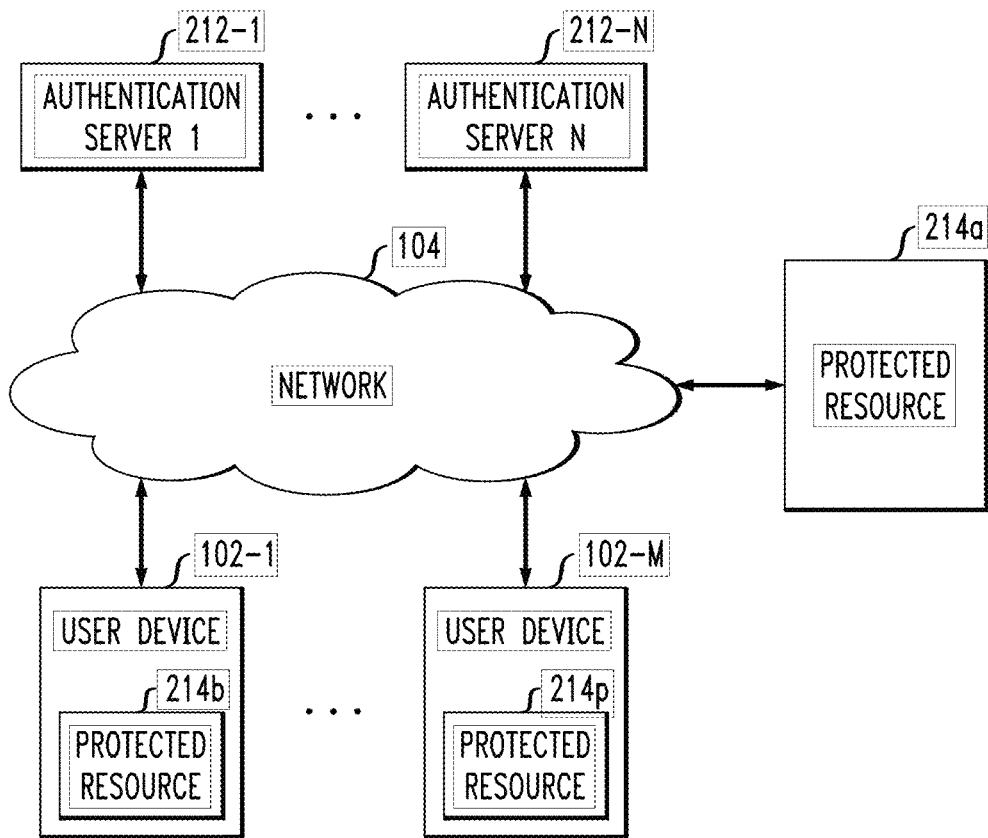 212-1
212-N
AUTHENTICATION
SERVER 1
. . .
AUTHENTICATION
SERVER N
104
214a
NETWORK
PROTECTED
RESOURCE
102-1
102-M
USER DEVICE
USER DEVICE
214b
. . .
214p
PROTECTED
RESOURCE
PROTECTED
RESOURCE